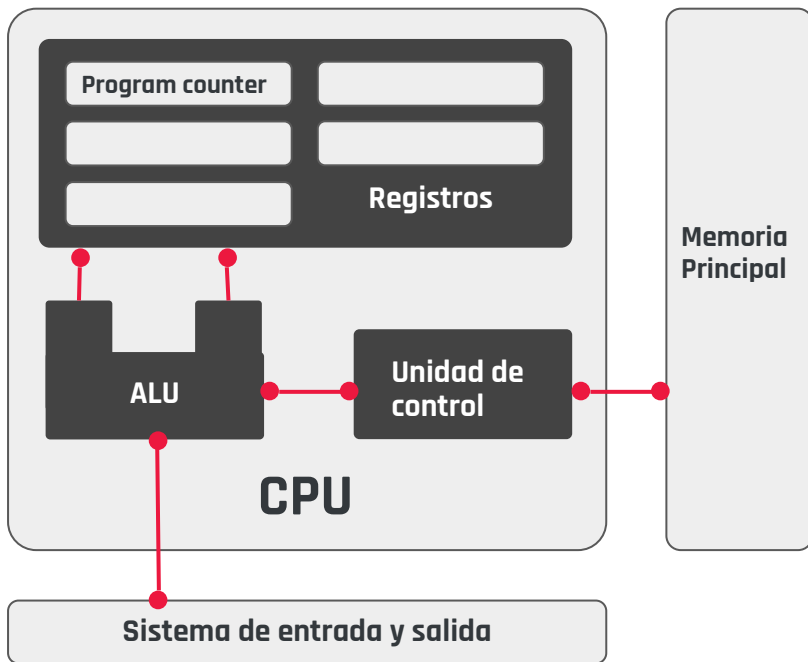 Program counter
Registros
Memoria
Principal
ALU
Unidad de
control
CPU
Sistema de entrada y salida